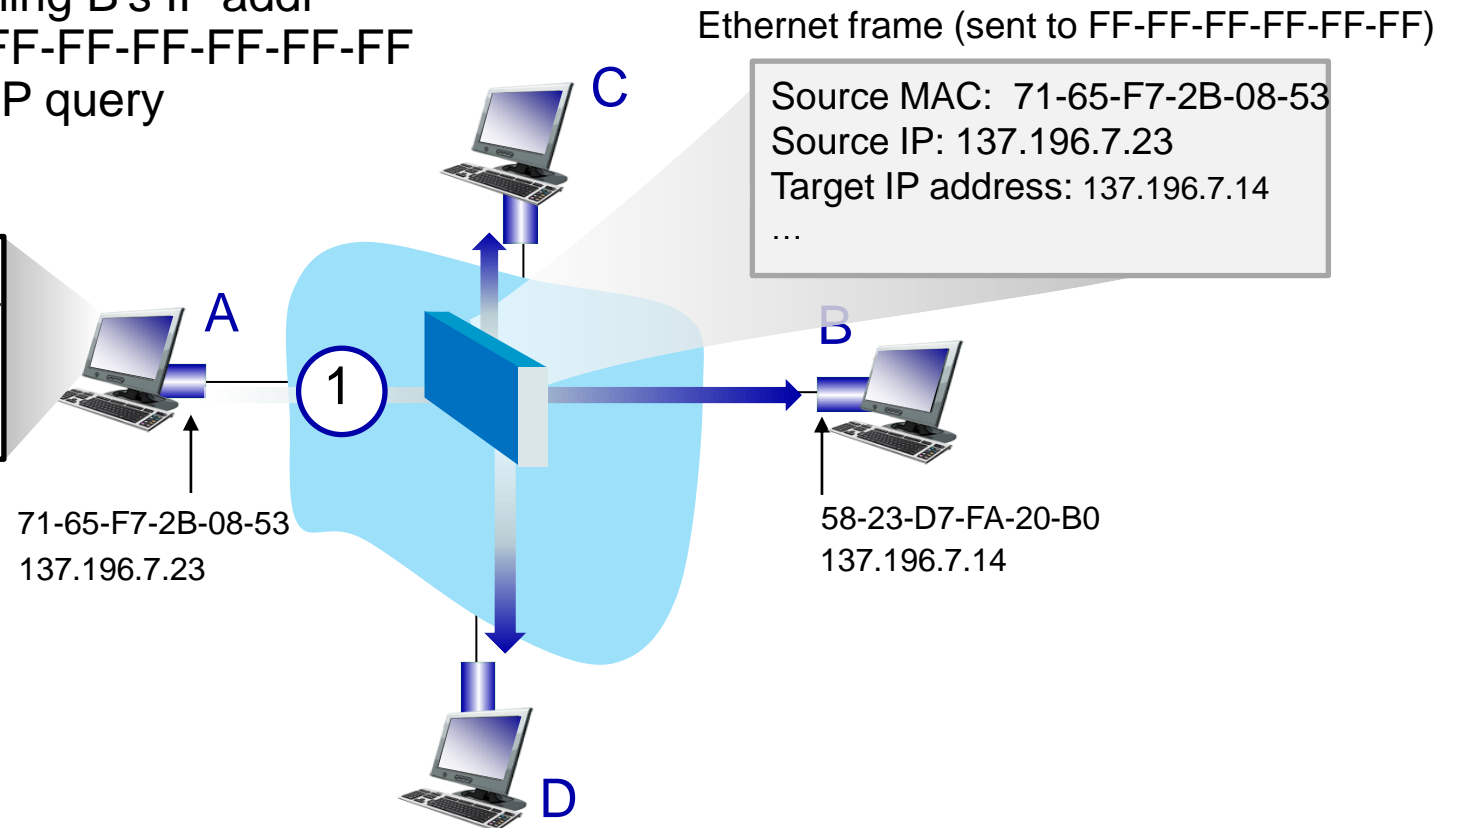 ling B's IP addr
FF-FF-FF-FF-FF-FF
P query
Ethernet frame (sent to FF-FF-FF-FF-FF-FF)
Source MAC:  71-65-F7-2B-08-53
Source IP: 137.196.7.23
Target IP address: 137.196.7.14
…
C
A
B
1
71-65-F7-2B-08-53
137.196.7.23
58-23-D7-FA-20-B0
137.196.7.14
D